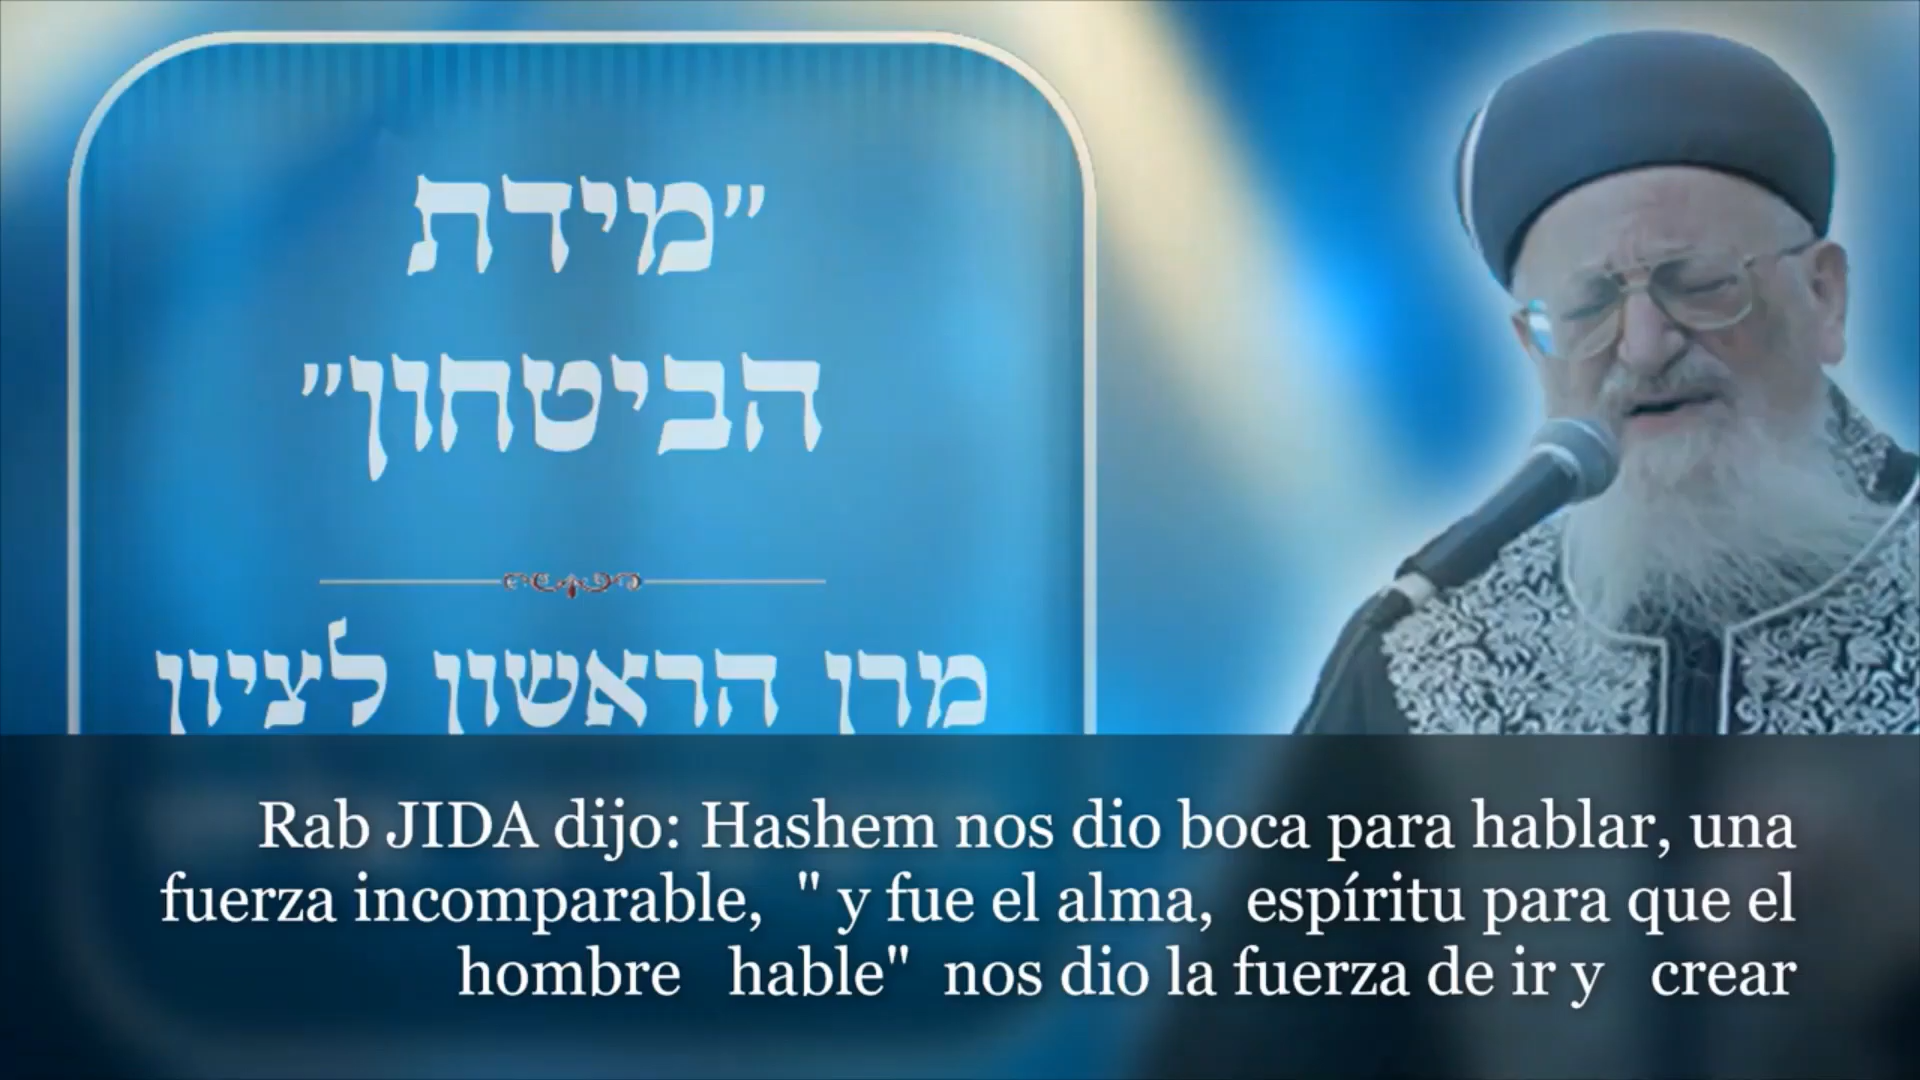 ״מידת
הביטחון״
מרן הראשון לציון
Rab JIDA dijo: Hashem nos dio boca para hablar, una
fuerza incomparable, " y fue el alma, espíritu para que el
hombre hable" nos dio la fuerza de ir y crear